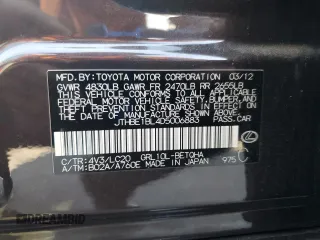 MFD. BY: TOYOTA MOTOR CORPORATION 03/12
GVWR 4830LB GAWR FR 2470LB RR 2655LB
THIS VEHICLE CONFORMS TO ALL APPLICABLE
FEDERAL MOTOR VEHICLE SAFETY, BUMPER, AND
THEFT PREVENTION STANDARDS IN EFFECT ON
THE DATE OF MANUFACTURE SHOWN ABOVE.
JTHBE1BL4D5006883 PASS.CAR
C/TR: 4V3/LC20 GRL10L-BETQHA
A/TM: B02A/A760E MADE IN JAPAN 975 C